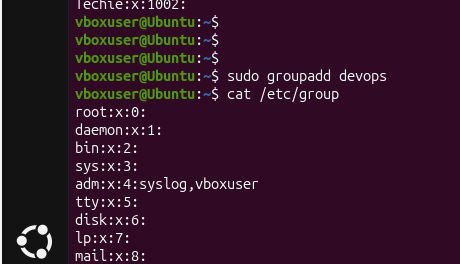 Techie:x:1002:
vboxuser@Ubuntu:~$
vboxuser@Ubuntu:~$
vboxuser@Ubuntu:~$
vboxuser@Ubuntu:~$ sudo groupadd devops
vboxuser@Ubuntu:~$ cat /etc/group
root:x:0:
daemon:x:1:
bin:x:2:
sys:x:3:
adm:x:4:syslog,vboxuser
tty:x:5:
disk:x:6:
lp:x:7:
mail:x:8: